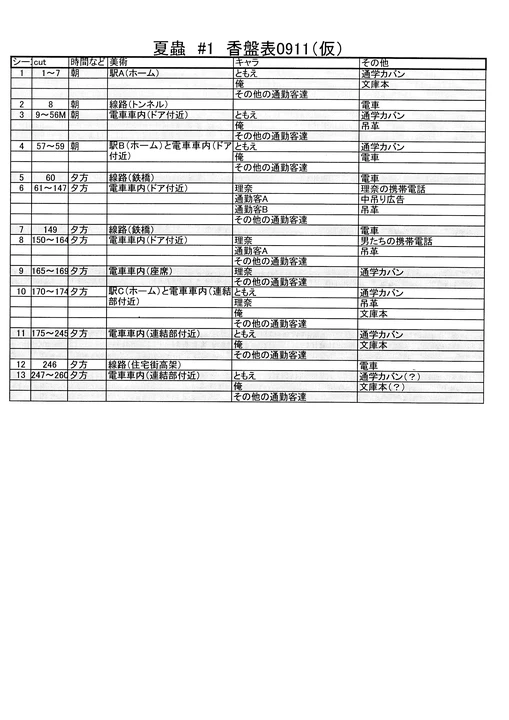 夏蟲 #1 香盤表0911(仮)
シー cut 時間など 美術 キャラ その他
1 1～7 朝 駅A(ホーム) ともえ 通学カバン
俺 文庫本
その他の通勤客達
2 8 朝 線路(トンネル) 電車
3 9～56M 朝 電車車内(ドア付近) ともえ 通学カバン
俺 吊革
その他の通勤客達
4 57～59 朝 駅B(ホーム)と電車車内(ドア付近) ともえ 通学カバン
俺 電車
その他の通勤客達
5 60 夕方 線路(鉄橋) 電車
6 61～147 夕方 電車車内(ドア付近) 理奈 理奈の携帯電話
通勤客A 中吊り広告
通勤客B 吊革
その他の通勤客達
7 149 夕方 線路(鉄橋) 電車
8 150～164 夕方 電車車内(ドア付近) 理奈 男たちの携帯電話
通勤客A 吊革
その他の通勤客達
9 165～169 夕方 電車車内(座席) 理奈 通学カバン
その他の通勤客達
10 170～174 夕方 駅C(ホーム)と電車車内(連結部付近) ともえ 通学カバン
理奈 吊革
俺 文庫本
その他の通勤客達
11 175～245 夕方 電車車内(連結部付近) ともえ 通学カバン
俺 文庫本
その他の通勤客達
12 246 夕方 線路(住宅街高架) 電車
13 247～260 夕方 電車車内(連結部付近) ともえ 通学カバン(?)
俺 文庫本(?)
その他の通勤客達